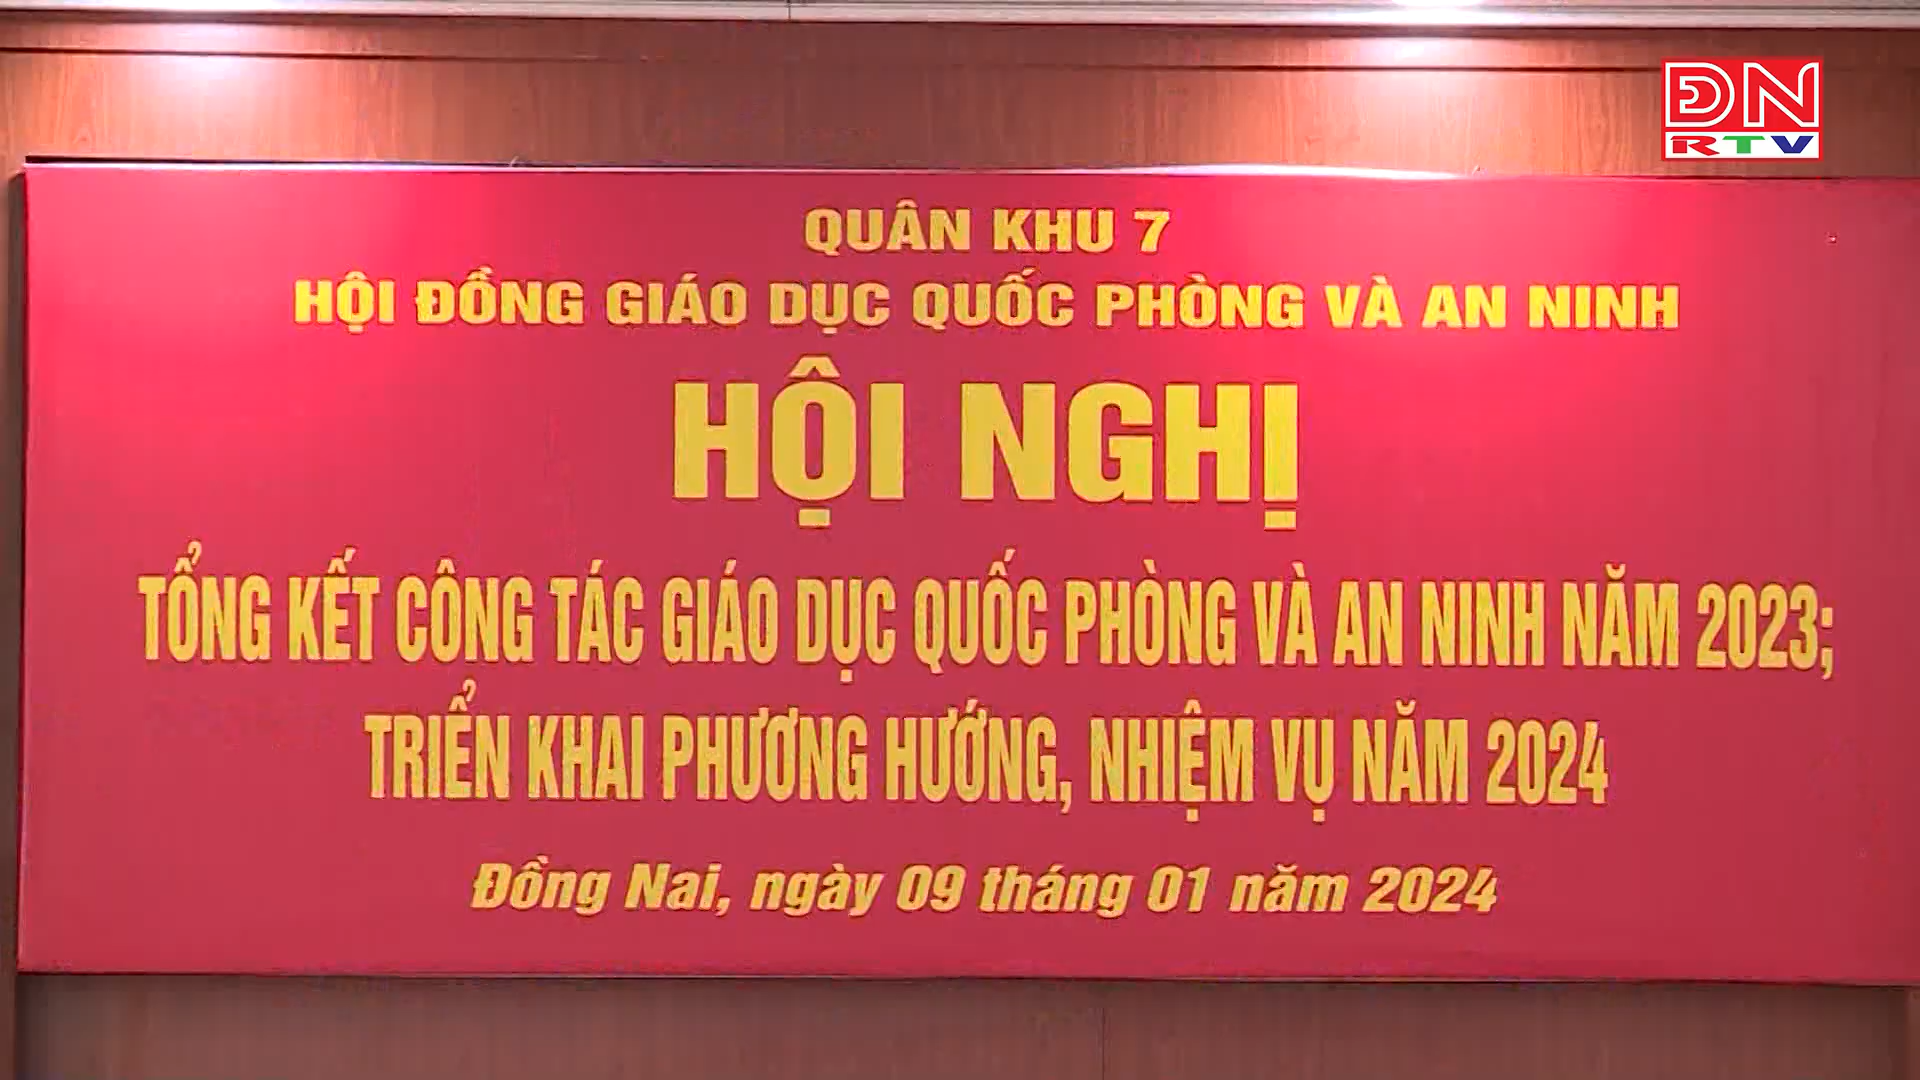 ĐN
RTV
QUÂN KHU 7
HỘI ĐỒNG GIÁO DỤC QUỐC PHÒNG VÀ AN NINH
HỘI NGHỊ
TỔNG KẾT CÔNG TÁC GIÁO DỤC QUỐC PHÒNG VÀ AN NINH NĂM 2023;
TRIỂN KHAI PHƯƠNG HƯỚNG, NHIỆM VỤ NĂM 2024
Đồng Nai, ngày 09 tháng 01 năm 2024